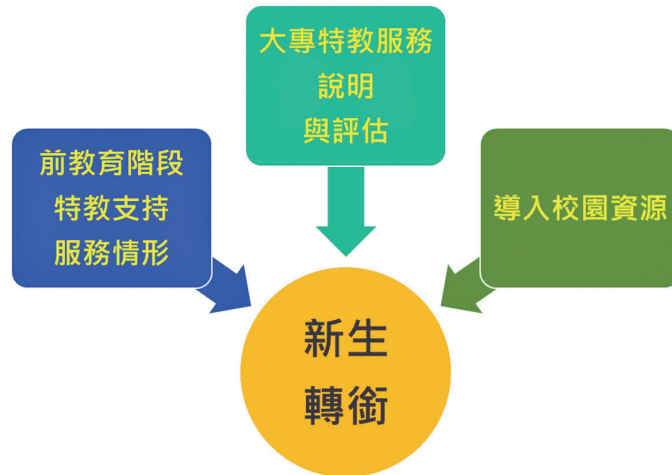 大專特教服務
說明
與評估
前教育階段
特教支持
服務情形
導入校園資源
新生
轉銜